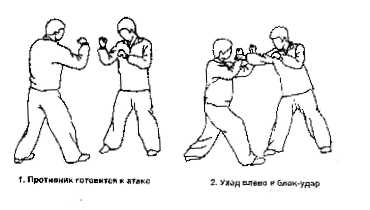 1. Противник готовится к атаке
2. Уход влево и блок-удар